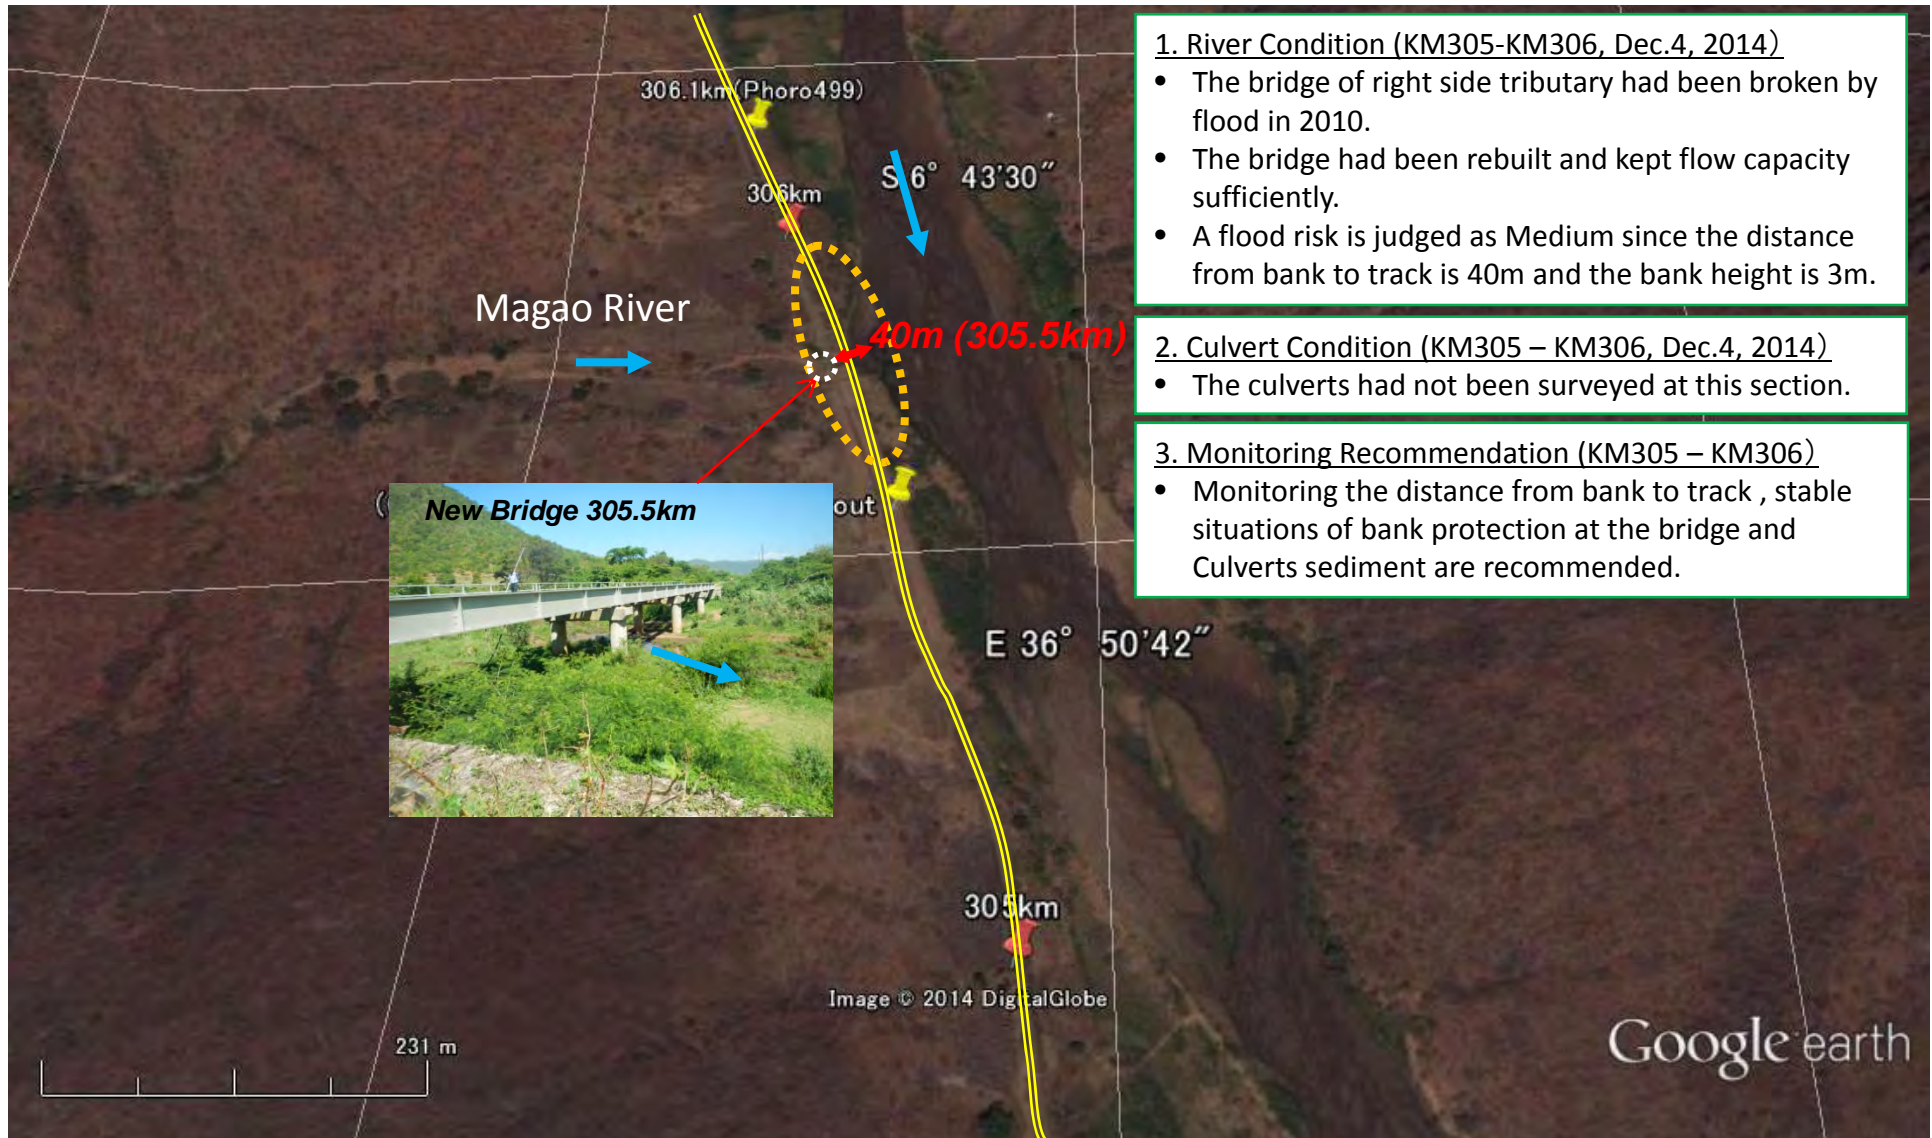 306.1km(Phoro499)
S 6° 43'30"
306km
Magao River
40m (305.5km)
New Bridge 305.5km
out
E 36° 50'42"
305km
Image © 2014 DigitalGlobe
231 m
Google earth
1. River Condition (KM305-KM306, Dec.4, 2014）
• The bridge of right side tributary had been broken by
flood in 2010.
• The bridge had been rebuilt and kept flow capacity
sufficiently.
• A flood risk is judged as Medium since the distance
from bank to track is 40m and the bank height is 3m.
2. Culvert Condition (KM305 – KM306, Dec.4, 2014）
• The culverts had not been surveyed at this section.
3. Monitoring Recommendation (KM305 – KM306）
• Monitoring the distance from bank to track , stable
situations of bank protection at the bridge and
Culverts sediment are recommended.